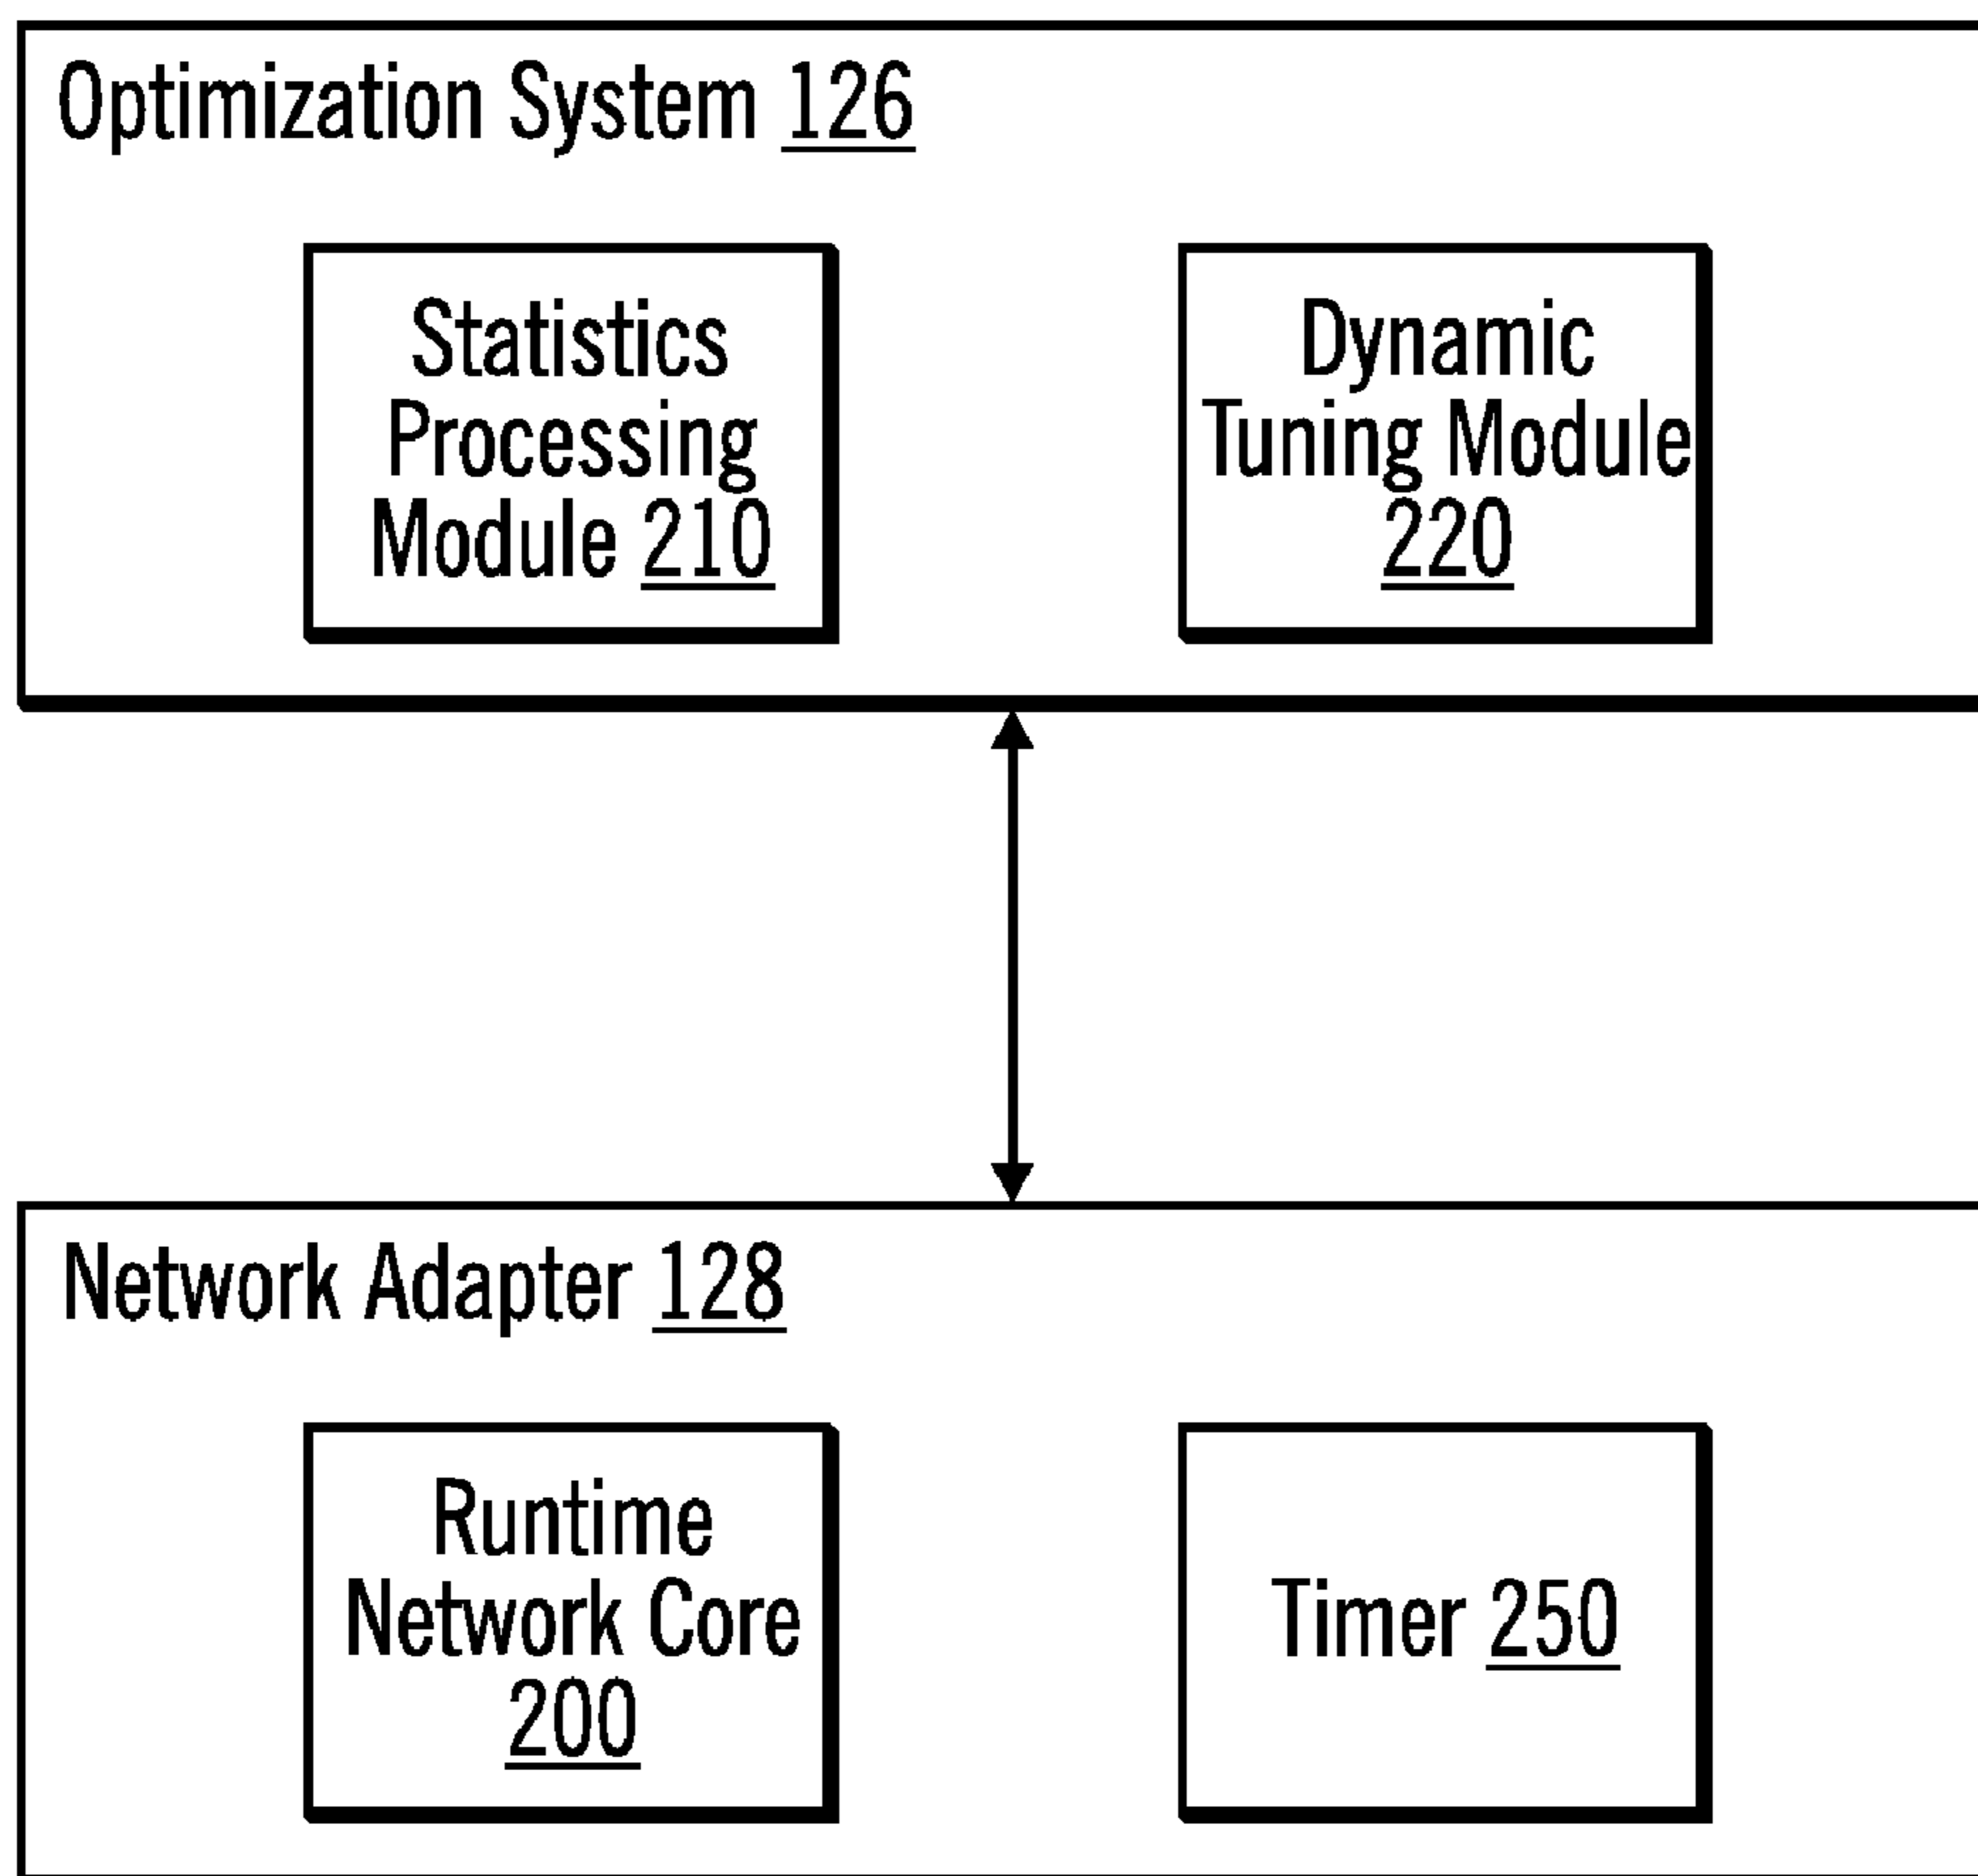 Optimization System 126
Statistics
Processing
Module 210
Dynamic
Tuning Module
220
Network Adapter 128
Runtime
Network Core
200
Timer 250